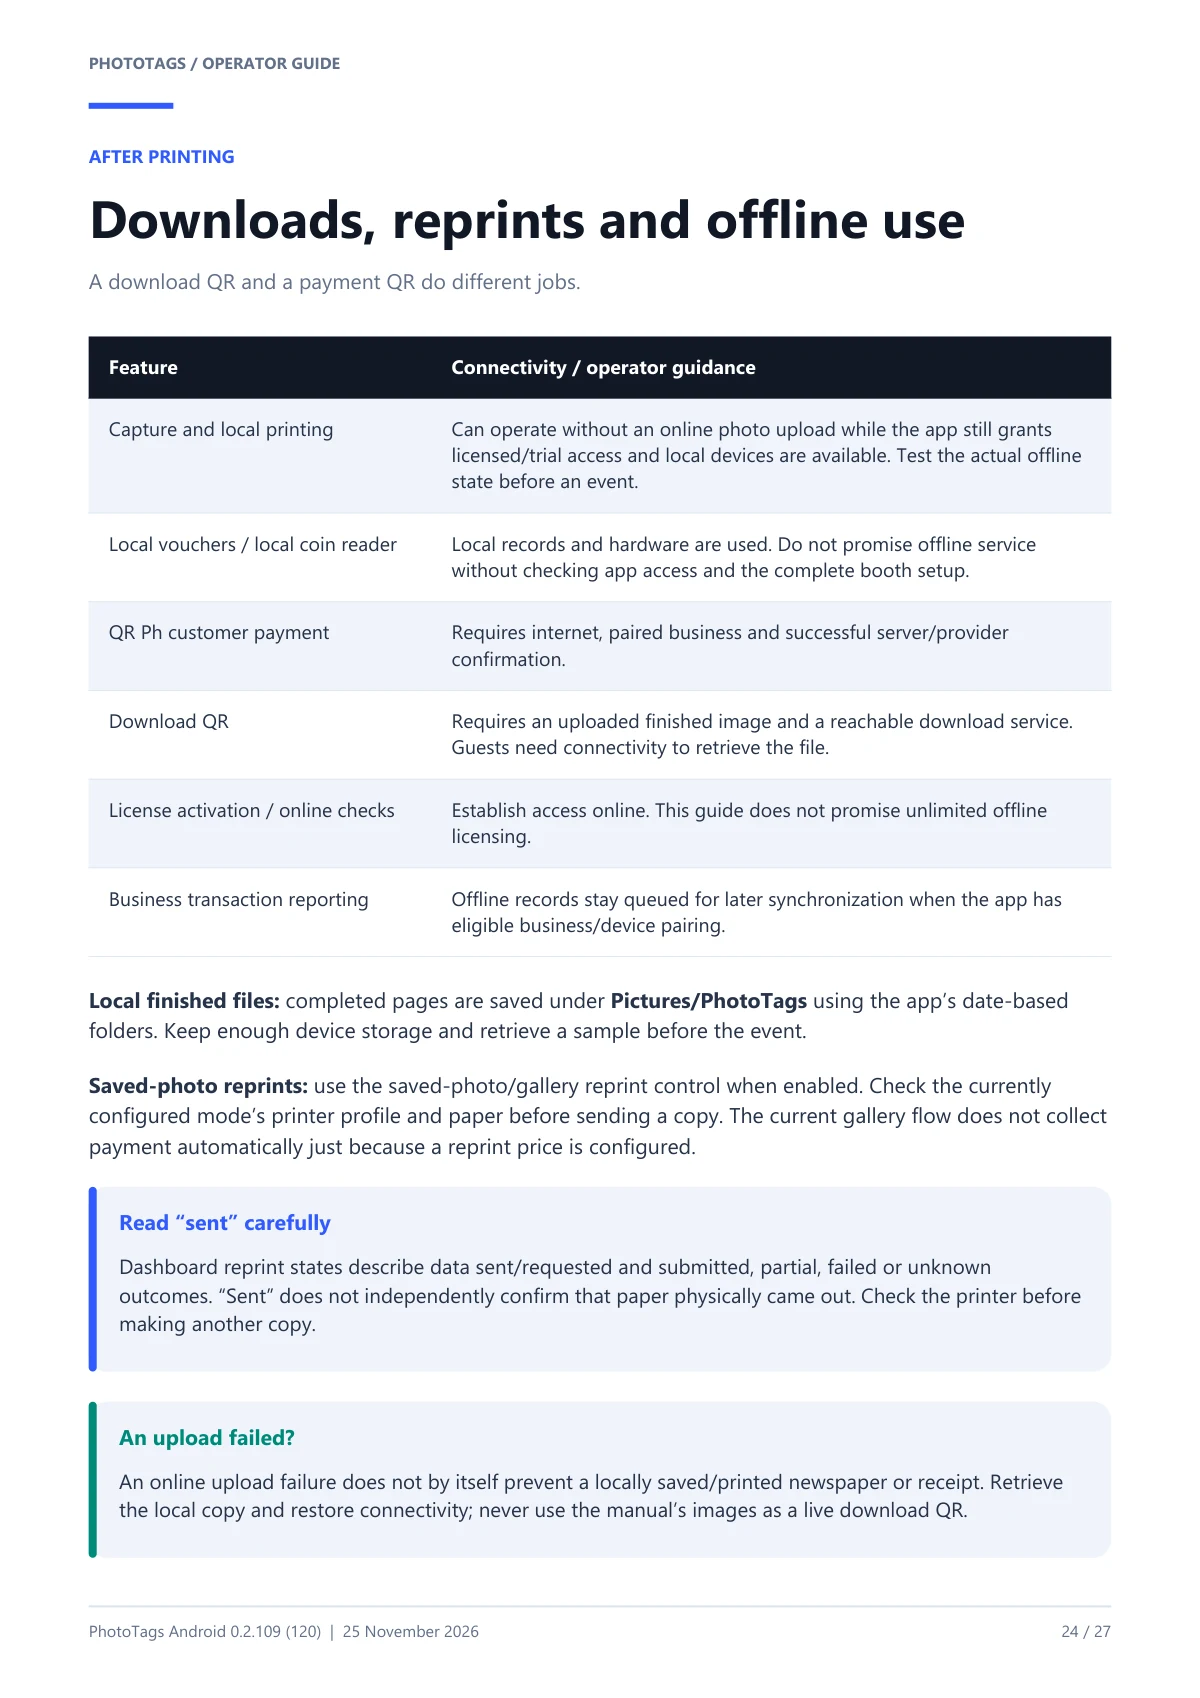 PHOTOTAGS / OPERATOR GUIDE
AFTER PRINTING
Downloads, reprints and offline use
A download QR and a payment QR do different jobs.
Feature
Connectivity / operator guidance
Capture and local printing
Can operate without an online photo upload while the app still grants
licensed/trial access and local devices are available. Test the actual offline
state before an event.
Local vouchers / local coin reader
Local records and hardware are used. Do not promise offline service
without checking app access and the complete booth setup.
QR Ph customer payment
Requires internet, paired business and successful server/provider
confirmation.
Download QR
Requires an uploaded finished image and a reachable download service.
Guests need connectivity to retrieve the file.
License activation / online checks
Establish access online. This guide does not promise unlimited offline
licensing.
Business transaction reporting
Offline records stay queued for later synchronization when the app has
eligible business/device pairing.
Local finished files: completed pages are saved under Pictures/PhotoTags using the app’s date-based
folders. Keep enough device storage and retrieve a sample before the event.
Saved-photo reprints: use the saved-photo/gallery reprint control when enabled. Check the currently
configured mode’s printer profile and paper before sending a copy. The current gallery flow does not collect
payment automatically just because a reprint price is configured.
Read “sent” carefully
Dashboard reprint states describe data sent/requested and submitted, partial, failed or unknown
outcomes. “Sent” does not independently confirm that paper physically came out. Check the printer before
making another copy.
An upload failed?
An online upload failure does not by itself prevent a locally saved/printed newspaper or receipt. Retrieve
the local copy and restore connectivity; never use the manual’s images as a live download QR.
PhotoTags Android 0.2.109 (120) | 25 November 2026
24 / 27